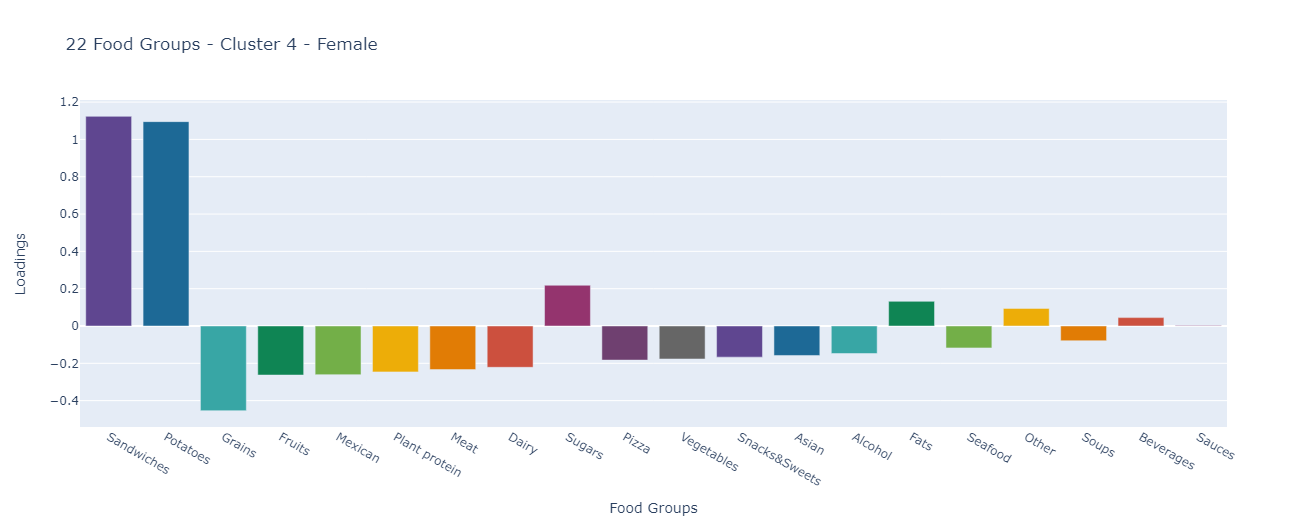 22 Food Groups - Cluster 4 - Female
1.2
1
0.8
0.6
0.4
0.2
0
−0.2
−0.4
Loadings
Sandwiches
Potatoes
Grains
Fruits
Mexican
Plant protein
Meat
Dairy
Sugars
Pizza
Vegetables
Snacks&Sweets
Asian
Alcohol
Fats
Seafood
Other
Soups
Beverages
Sauces
Food Groups